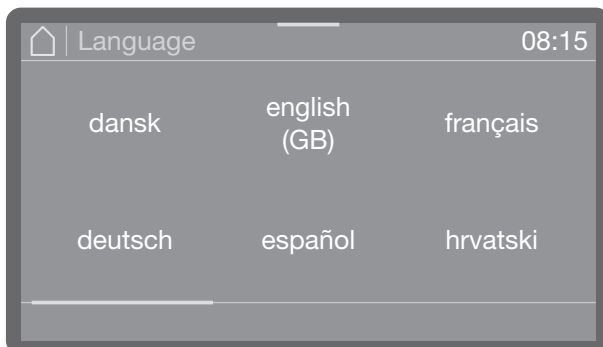 Language 08:15
dansk english (GB) français
deutsch español hrvatski